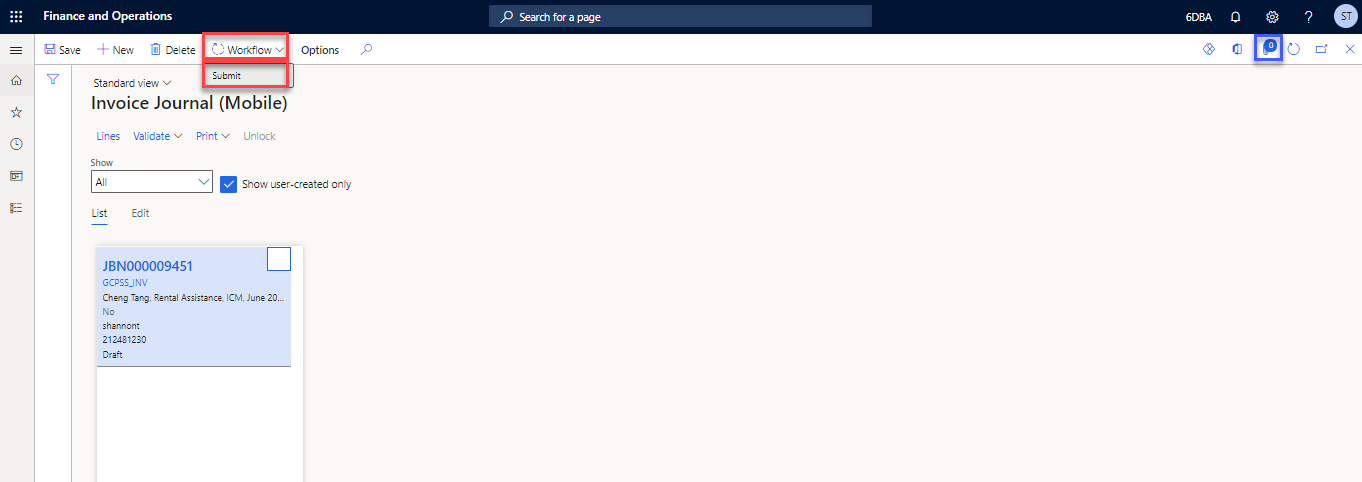 Finance and Operations
Search for a page
6DBA
ST
Save
New
Delete
Workflow
Options
0
Submit
Standard view
Invoice Journal (Mobile)
Lines
Validate
Print
Unlock
Show
All
Show user-created only
List
Edit
JBN000009451
GCPSS_INV
Cheng Tang, Rental Assistance, ICM, June 20...
No
shannont
212481230
Draft